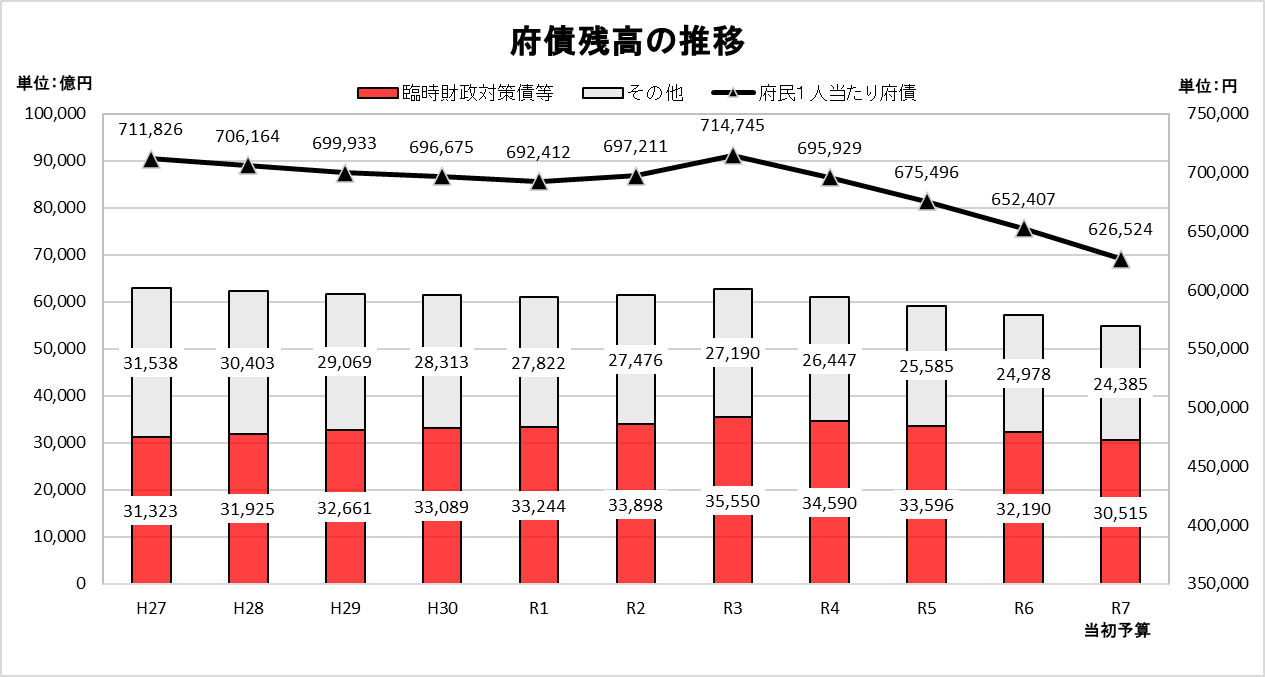 府債残高の推移
単位：億円
単位：円
臨時財政対策債等 その他 府民１人当たり府債
100,000
90,000
80,000
70,000
60,000
50,000
40,000
30,000
20,000
10,000
0
750,000
700,000
650,000
600,000
550,000
500,000
450,000
400,000
350,000
711,826 706,164 699,933 696,675 692,412 697,211 714,745 695,929 675,496 652,407 626,524
31,538 30,403 29,069 28,313 27,822 27,476 27,190 26,447 25,585 24,978 24,385
31,323 31,925 32,661 33,089 33,244 33,898 35,550 34,590 33,596 32,190 30,515
H27 H28 H29 H30 R1 R2 R3 R4 R5 R6 R7
当初予算